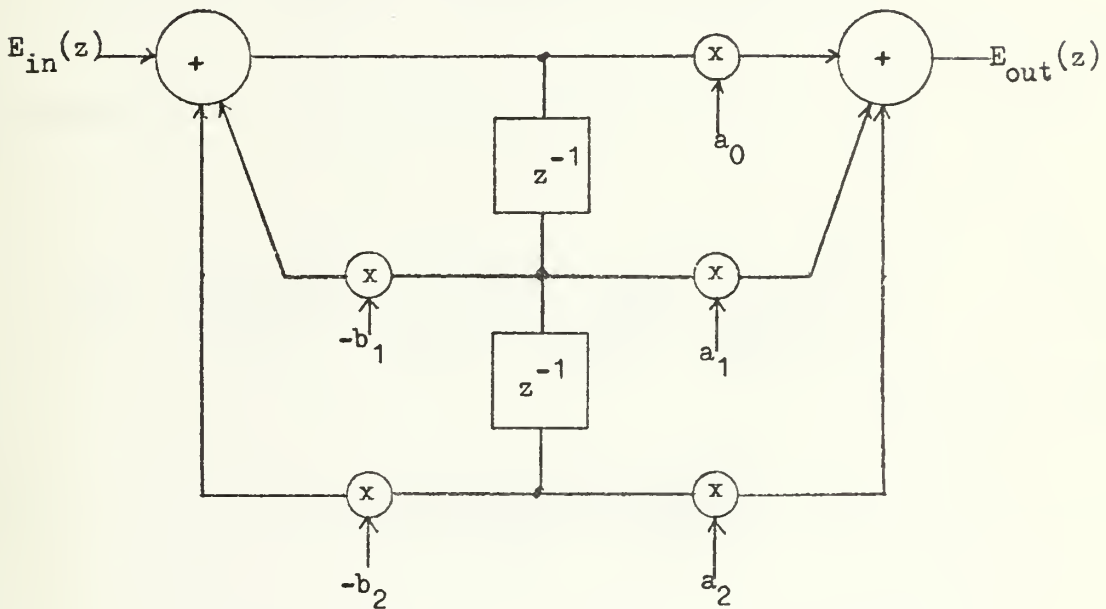 E_in(z) + x + E_out(z)
a_0
z^-1
x x
-b_1 a_1
z^-1
x x
-b_2 a_2